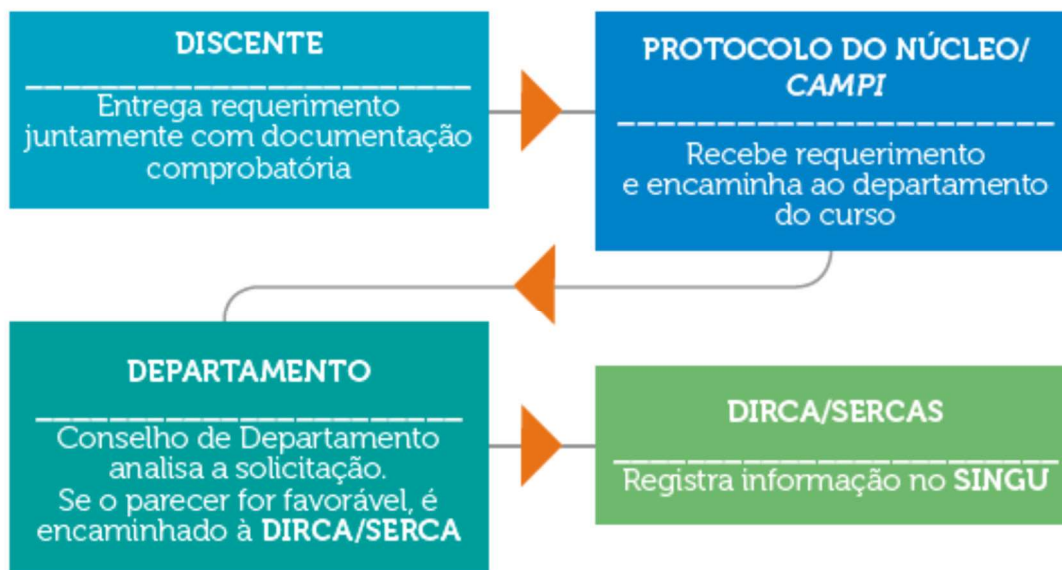 DISCENTE
Entrega requerimento
juntamente com documentação
comprobatória
PROTOCOLO DO NÚCLEO/
CAMPI
Recebe requerimento
e encaminha ao departamento
do curso
DEPARTAMENTO
Conselho de Departamento
analisa a solicitação.
Se o parecer for favorável, é
encaminhado à DIRCA/SERCA
DIRCA/SERCAS
Registra informação no SINGU